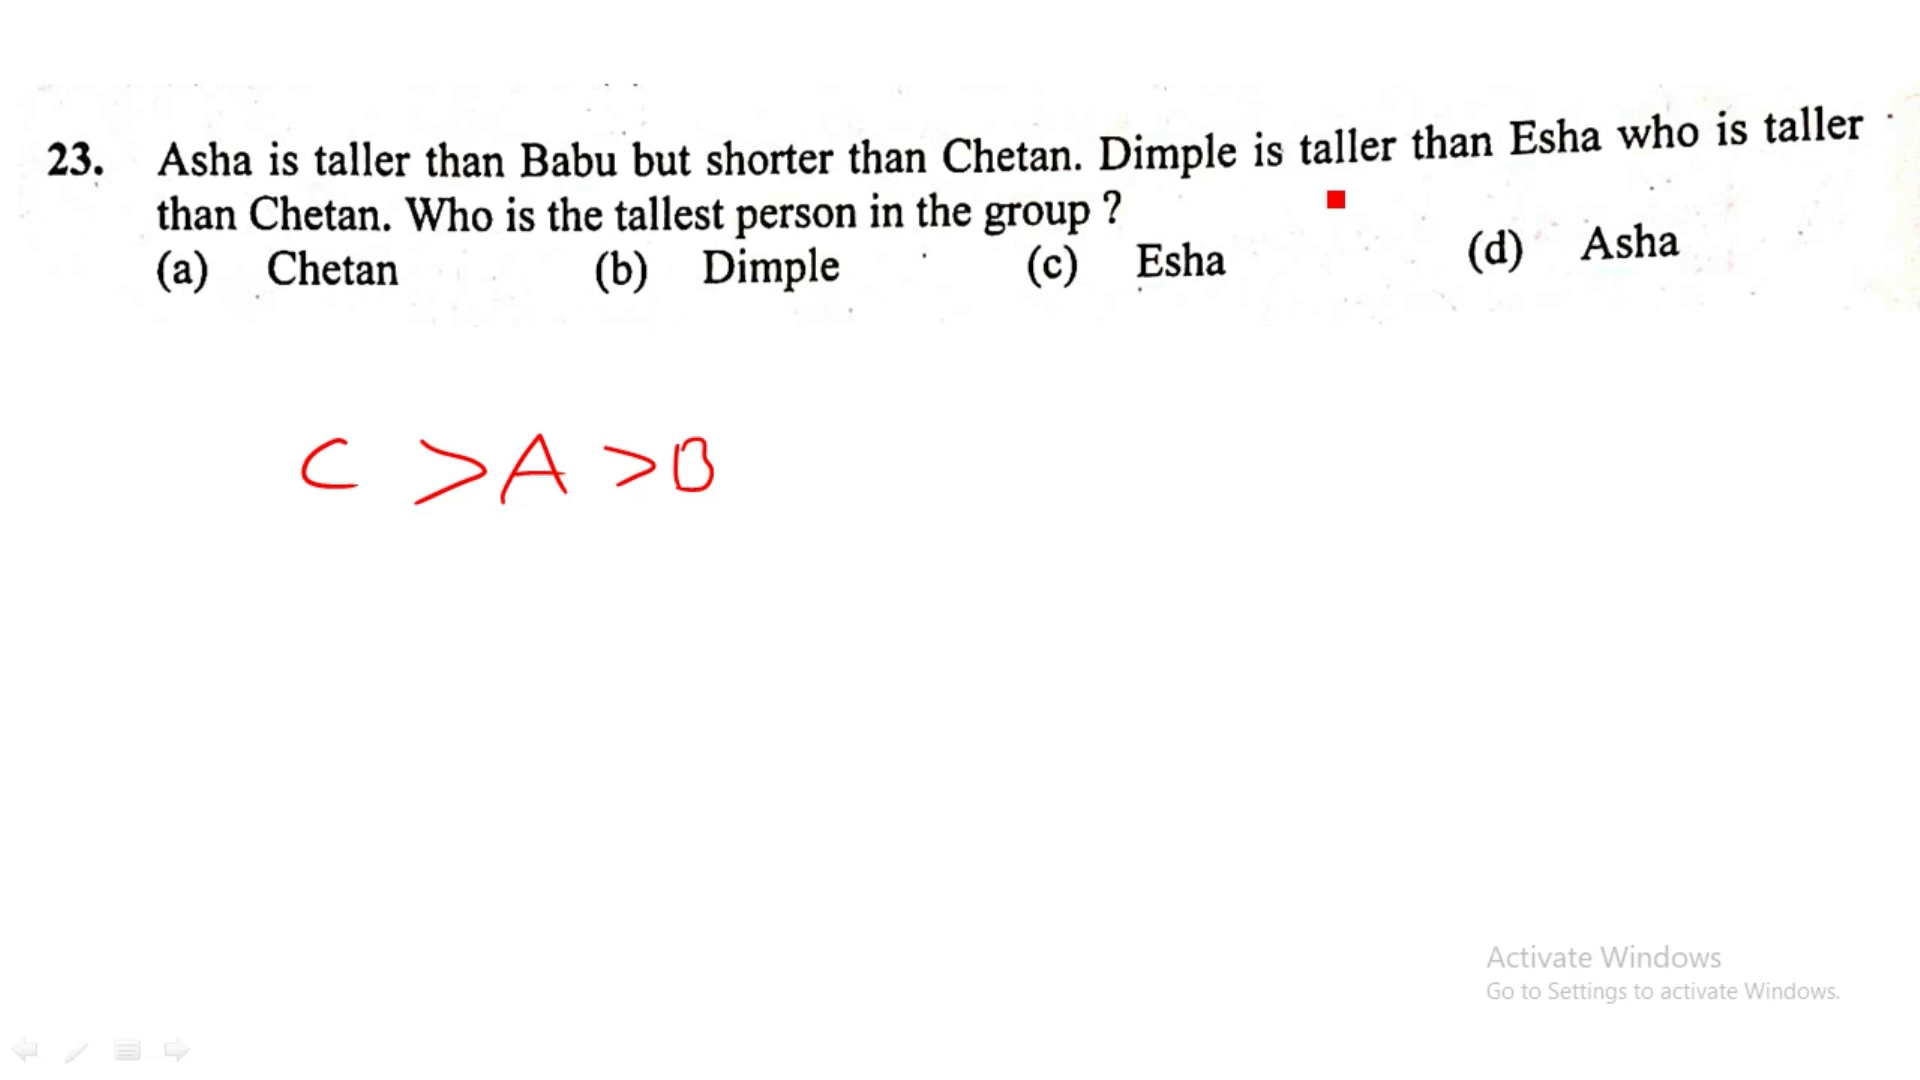 23. Asha is taller than Babu but shorter than Chetan. Dimple is taller than Esha who is taller
than Chetan. Who is the tallest person in the group ?
(a) Chetan (b) Dimple (c) Esha (d) Asha
C > A > B
Activate Windows
Go to Settings to activate Windows.